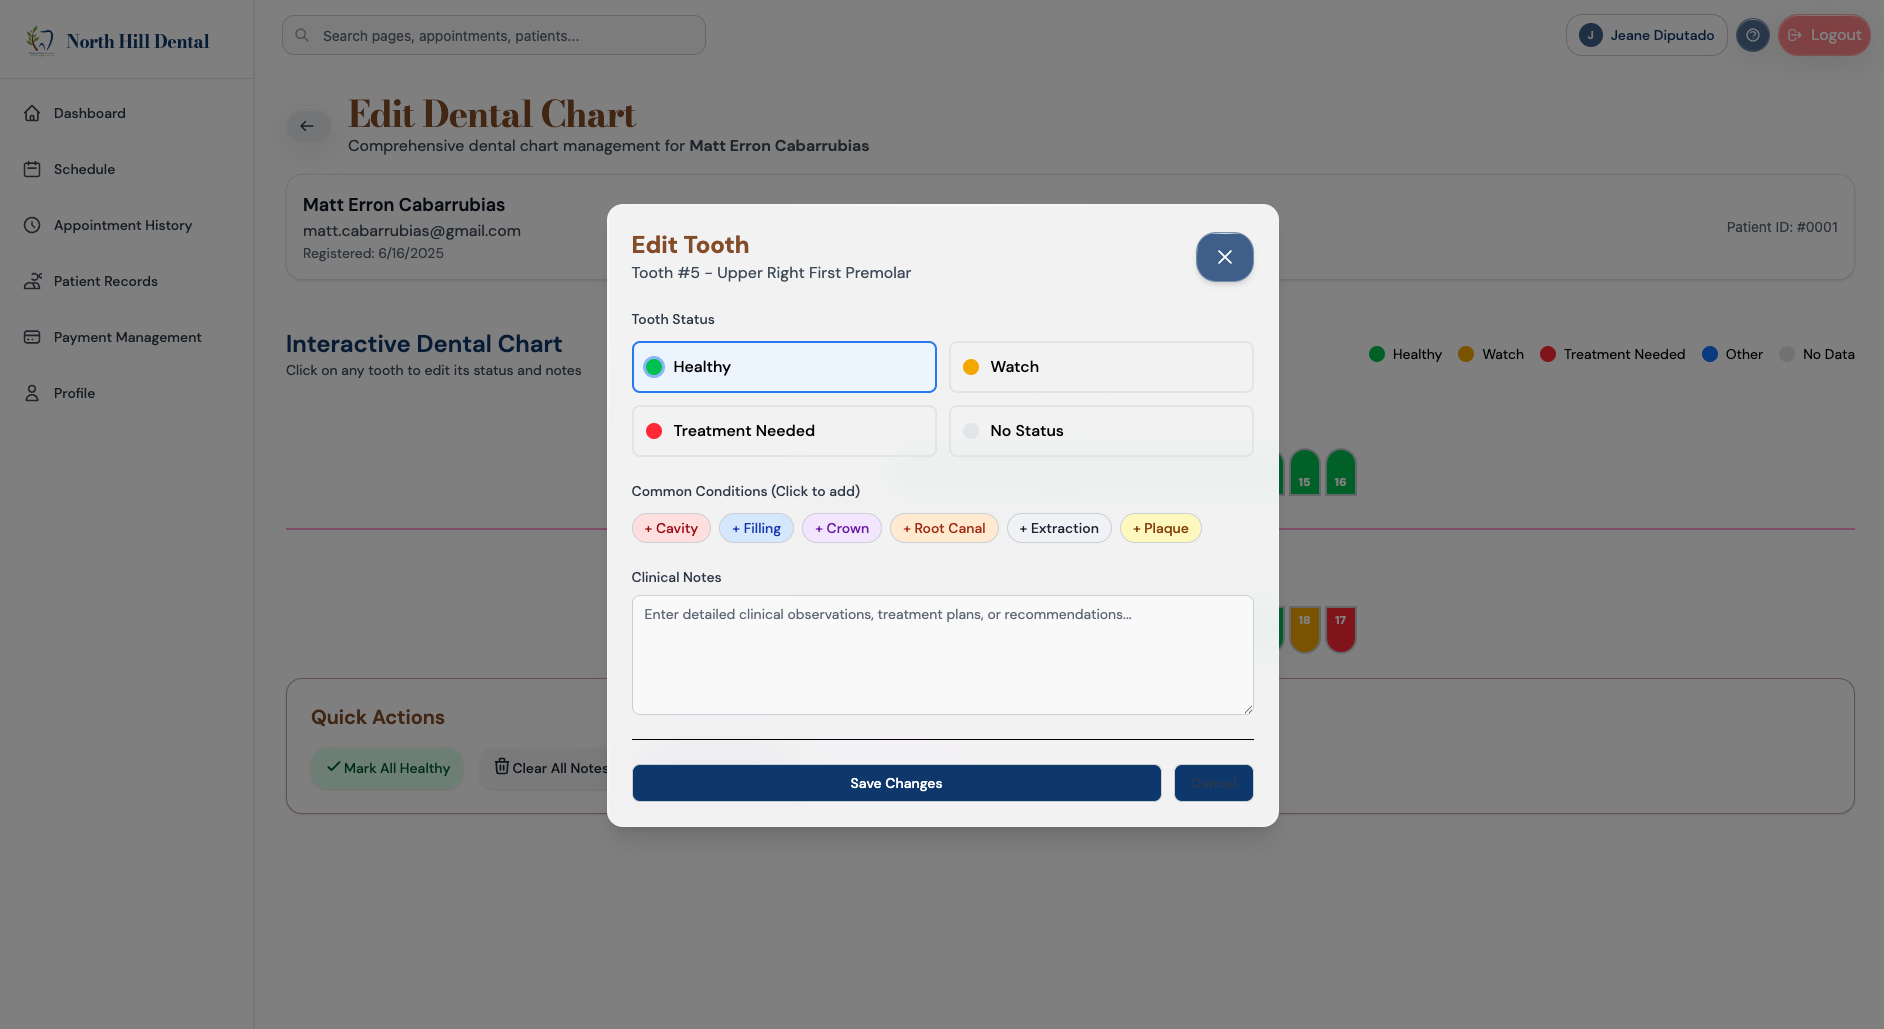 North Hill Dental
Search pages, appointments, patients...
J
Jeane Diputado
Logout
Dashboard
Schedule
Appointment History
Patient Records
Payment Management
Profile
Edit Dental Chart
Comprehensive dental chart management for Matt Erron Cabarrubias
Matt Erron Cabarrubias
matt.cabarrubias@gmail.com
Registered: 6/16/2025
Patient ID: #0001
Interactive Dental Chart
Click on any tooth to edit its status and notes
Healthy
Watch
Treatment Needed
Other
No Data
15
16
18
17
Quick Actions
Mark All Healthy
Clear All Notes
Edit Tooth
Tooth #5 - Upper Right First Premolar
Tooth Status
Healthy
Watch
Treatment Needed
No Status
Common Conditions (Click to add)
+ Cavity
+ Filling
+ Crown
+ Root Canal
+ Extraction
+ Plaque
Clinical Notes
Enter detailed clinical observations, treatment plans, or recommendations...
Save Changes
Cancel